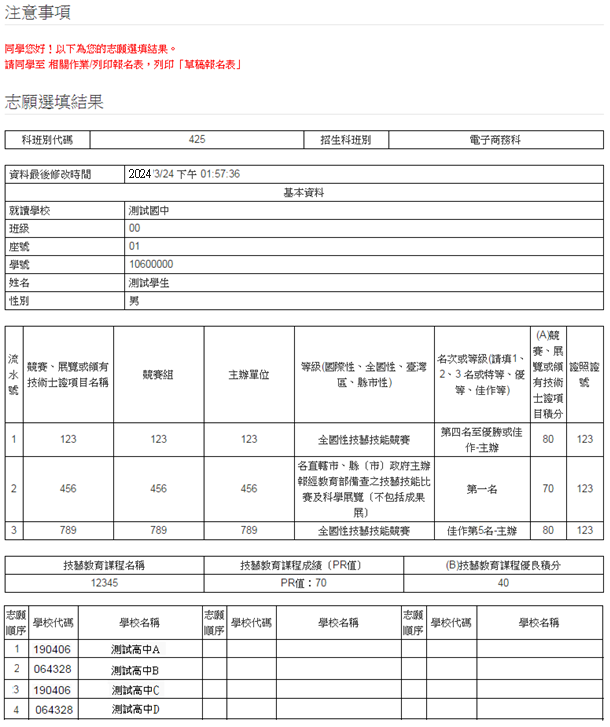 注意事項
同學您好！以下為您的志願選填結果。
請同學至 相關作業/列印報名表，列印「草稿報名表」
志願選填結果
科班別代碼 425 招生科班別 電子商務科
資料最後修改時間 2024/3/24 下午 01:57:36
基本資料
就讀學校 測試國中
班級 00
座號 01
學號 10600000
姓名 測試學生
性別 男
流水號 競賽、展覽或領有技術士證項目名稱 競賽組 主辦單位 等級(國際性、全國性、臺灣區、縣市性) 名次或等級(請填1、2、3 名或特等、優等、佳作等) (A)競賽、展覽或領有技術士證項目積分 證照證號
1 123 123 123 全國性技藝技能競賽 第四名至優勝或佳作-主辦 80 123
2 456 456 456 各直轄市、縣〔市〕政府主辦報經教育部備查之技藝技能比賽及科學展覽〔不包括成果展〕 第一名 70 123
3 789 789 789 全國性技藝技能競賽 佳作第5名-主辦 80 123
技藝教育課程名稱 技藝教育課程成績〔PR值〕 (B)技藝教育課程優良積分
12345 PR值：70 40
志願順序 學校代碼 學校名稱 志願順序 學校代碼 學校名稱 志願順序 學校代碼 學校名稱
1 190406 測試高中A
2 064328 測試高中B
3 190406 測試高中C
4 064328 測試高中D